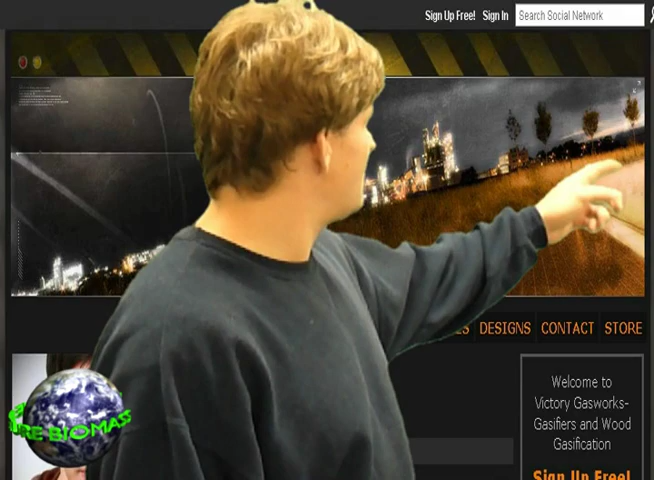 Sign Up Free! Sign In Search Social Network
DESIGNS CONTACT STORE
Welcome to
Victory Gasworks-
Gasifiers and Wood
Gasification
Sign Up Free!
BIOMASS